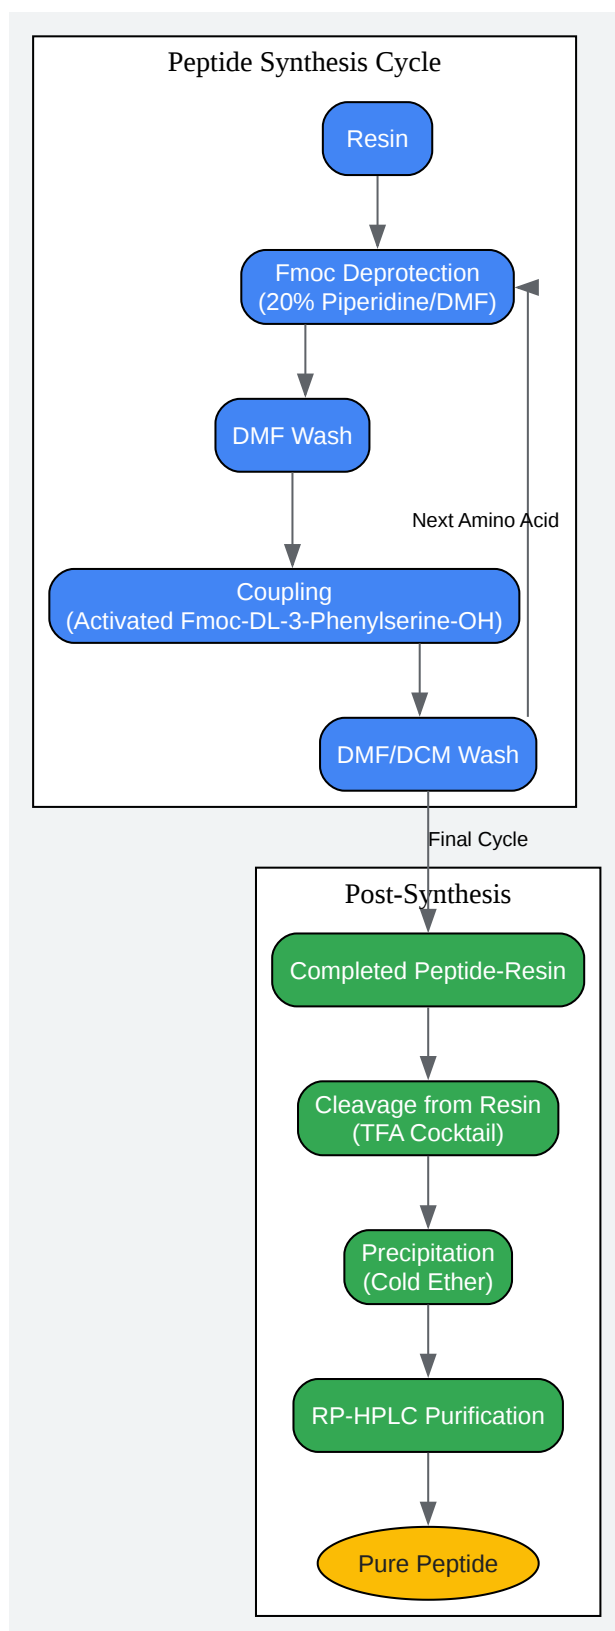 Peptide Synthesis Cycle
Resin
Fmoc Deprotection
(20% Piperidine/DMF)
DMF Wash
Next Amino Acid
Coupling
(Activated Fmoc-DL-3-Phenylserine-OH)
DMF/DCM Wash
Final Cycle
Post-Synthesis
Completed Peptide-Resin
Cleavage from Resin
(TFA Cocktail)
Precipitation
(Cold Ether)
RP-HPLC Purification
Pure Peptide